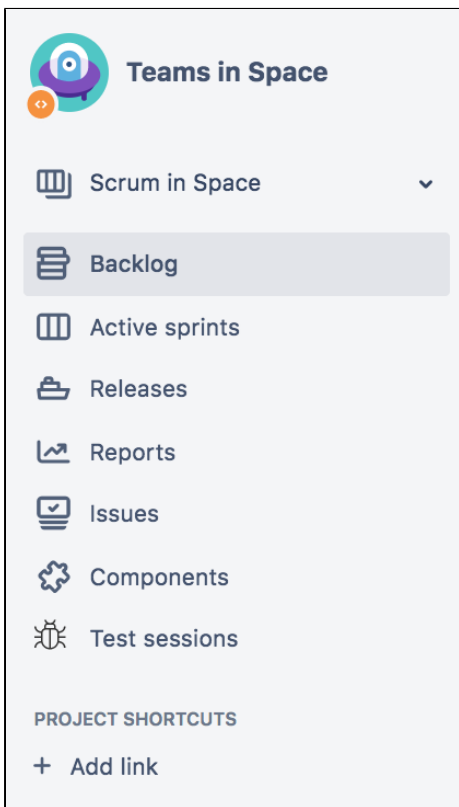 Teams in Space
Scrum in Space
Backlog
Active sprints
Releases
Reports
Issues
Components
Test sessions
PROJECT SHORTCUTS
+ Add link